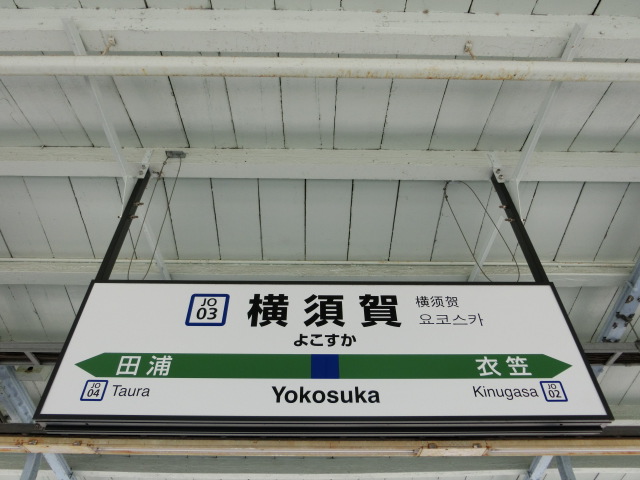 JO 03 横須賀 横须贺
요코스카
よこすか
田浦 衣笠
JO 04 Taura Yokosuka Kinugasa JO 02